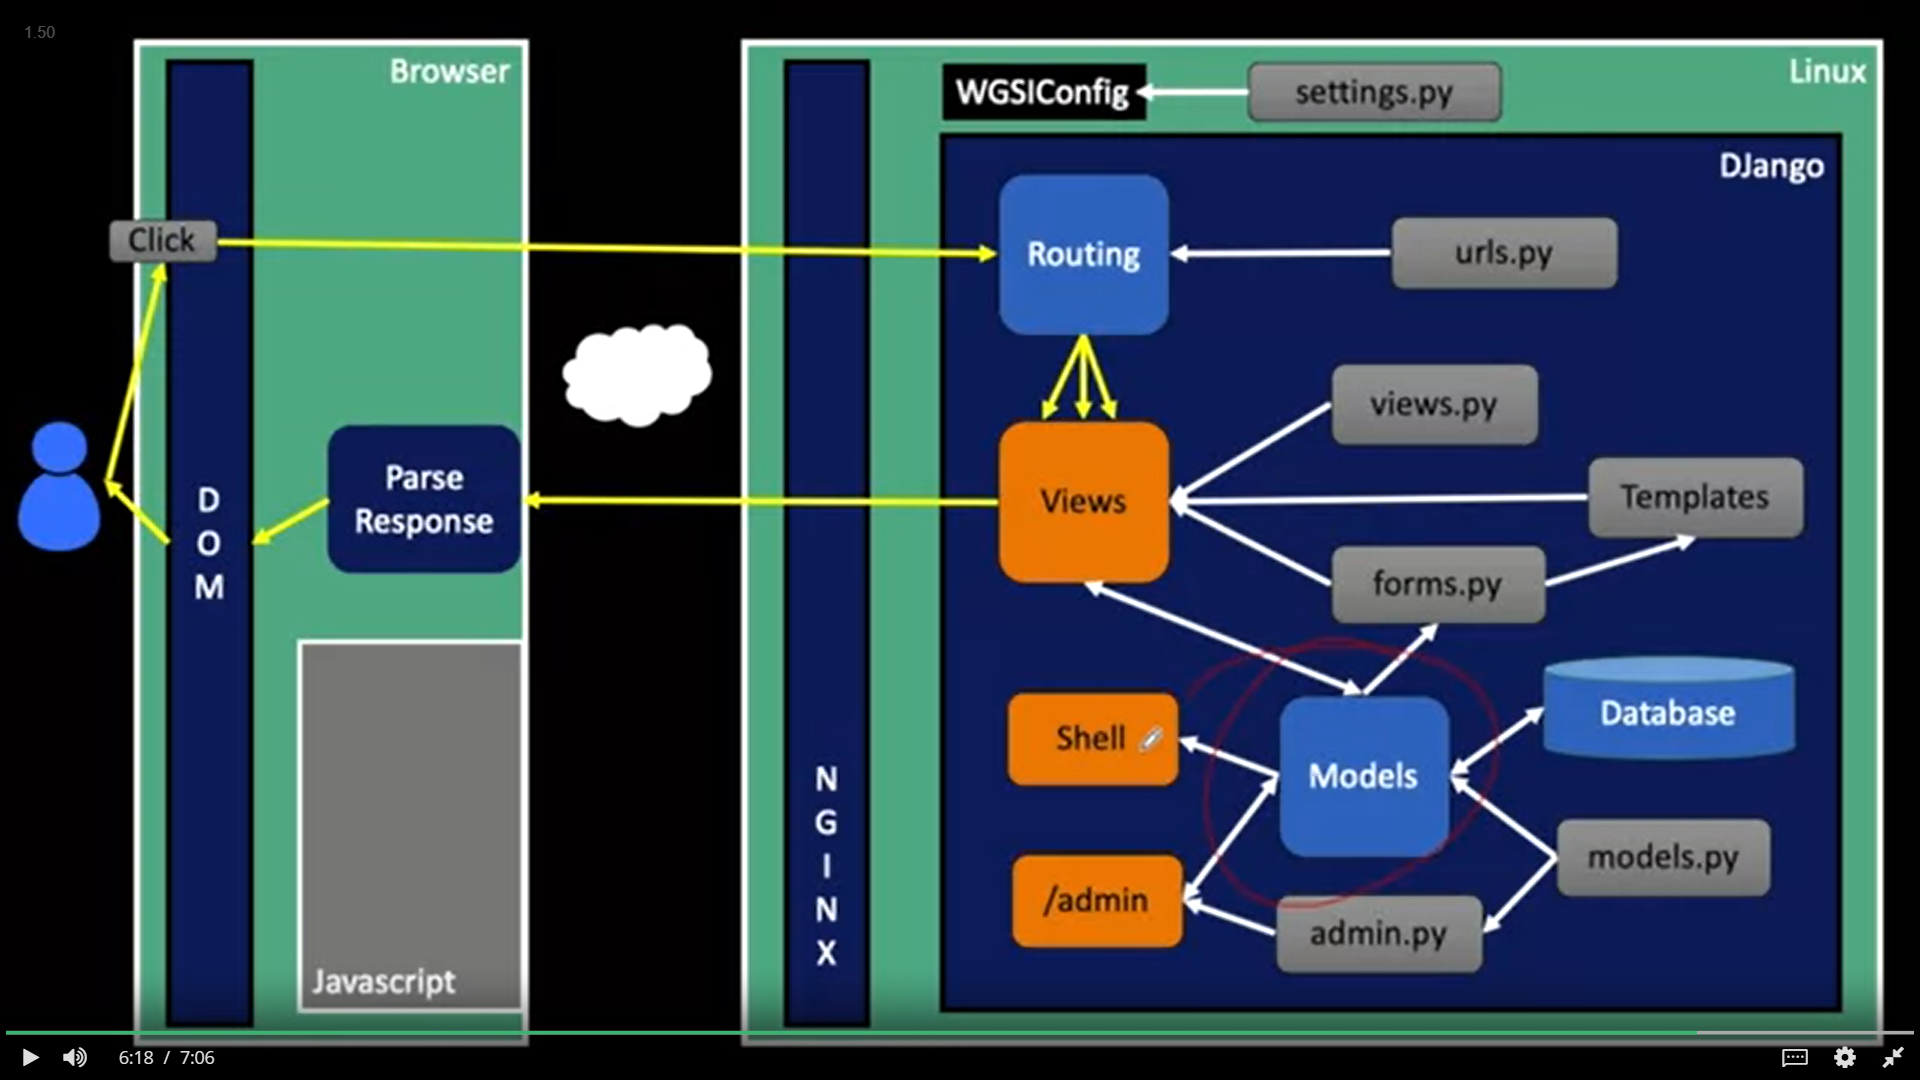 1.50
Browser
Linux
WGSIConfig
settings.py
DJango
Click
Routing
urls.py
views.py
Parse
Response
Views
Templates
D
O
M
forms.py
Shell
Models
Database
N
G
I
N
X
models.py
/admin
admin.py
Javascript
6:18 / 7:06